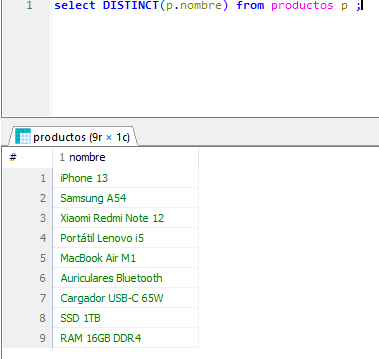 1 select DISTINCT(p.nombre) from productos p ;
productos (9r × 1c)
# 1 nombre
1 iPhone 13
2 Samsung A54
3 Xiaomi Redmi Note 12
4 Portátil Lenovo i5
5 MacBook Air M1
6 Auriculares Bluetooth
7 Cargador USB-C 65W
8 SSD 1TB
9 RAM 16GB DDR4